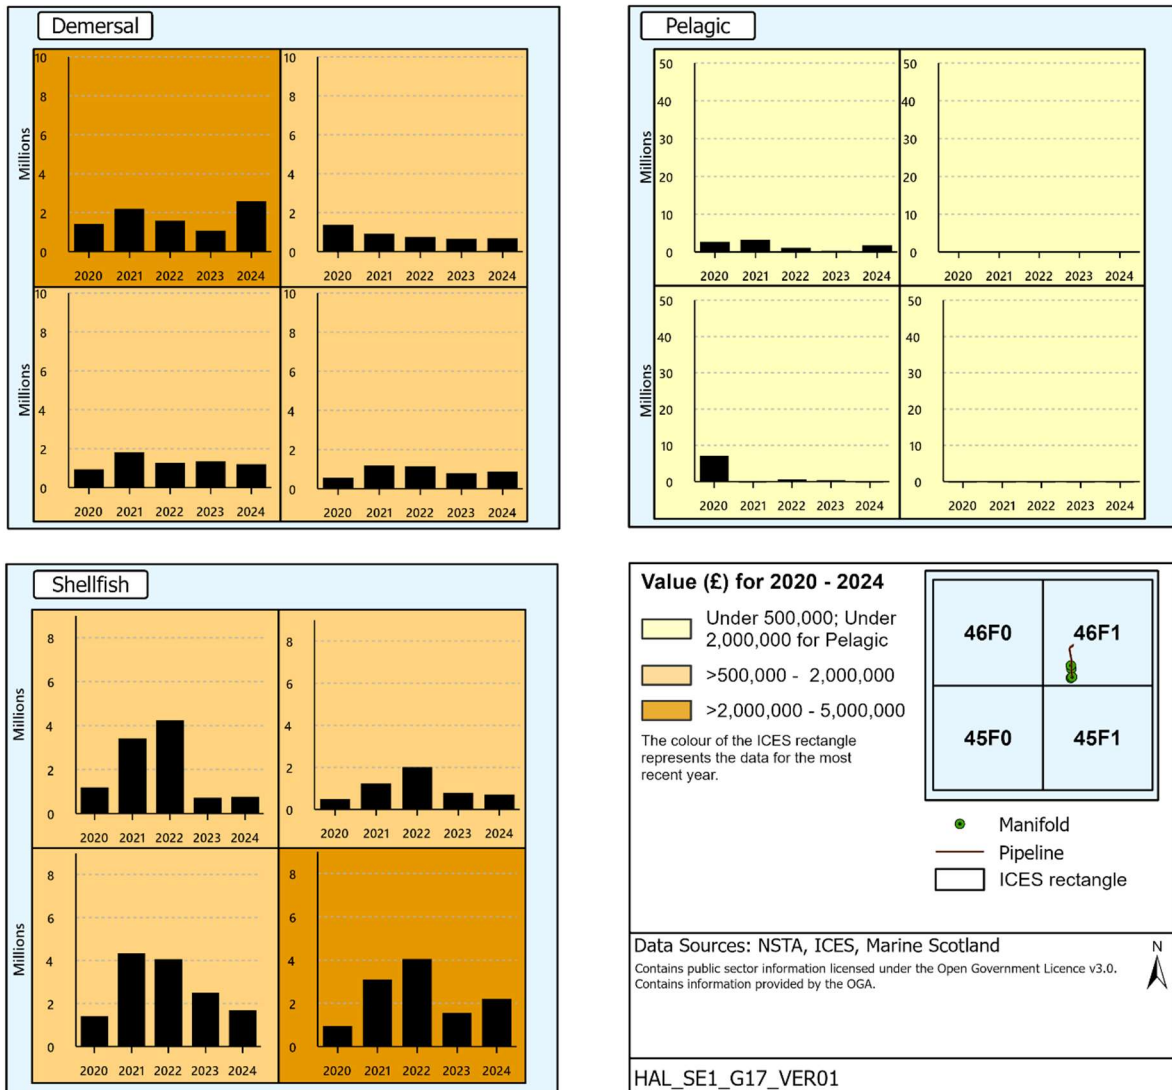 Demersal
Millions
10
8
6
4
2
0
2020 2021 2022 2023 2024
10
8
6
4
2
0
2020 2021 2022 2023 2024
Millions
10
8
6
4
2
0
2020 2021 2022 2023 2024
10
8
6
4
2
0
2020 2021 2022 2023 2024
Pelagic
Millions
50
40
30
20
10
0
2020 2021 2022 2023 2024
50
40
30
20
10
0
2020 2021 2022 2023 2024
Millions
50
40
30
20
10
0
2020 2021 2022 2023 2024
50
40
30
20
10
0
2020 2021 2022 2023 2024
Shellfish
Millions
8
6
4
2
0
2020 2021 2022 2023 2024
8
6
4
2
0
2020 2021 2022 2023 2024
Millions
8
6
4
2
0
2020 2021 2022 2023 2024
8
6
4
2
0
2020 2021 2022 2023 2024
Value (£) for 2020 - 2024
Under 500,000; Under
2,000,000 for Pelagic
>500,000 - 2,000,000
>2,000,000 - 5,000,000
The colour of the ICES rectangle
represents the data for the most
recent year.
46F0 46F1
45F0 45F1
Manifold
Pipeline
ICES rectangle
Data Sources: NSTA, ICES, Marine Scotland
Contains public sector information licensed under the Open Government Licence v3.0.
Contains information provided by the OGA.
N
HAL_SE1_G17_VER01